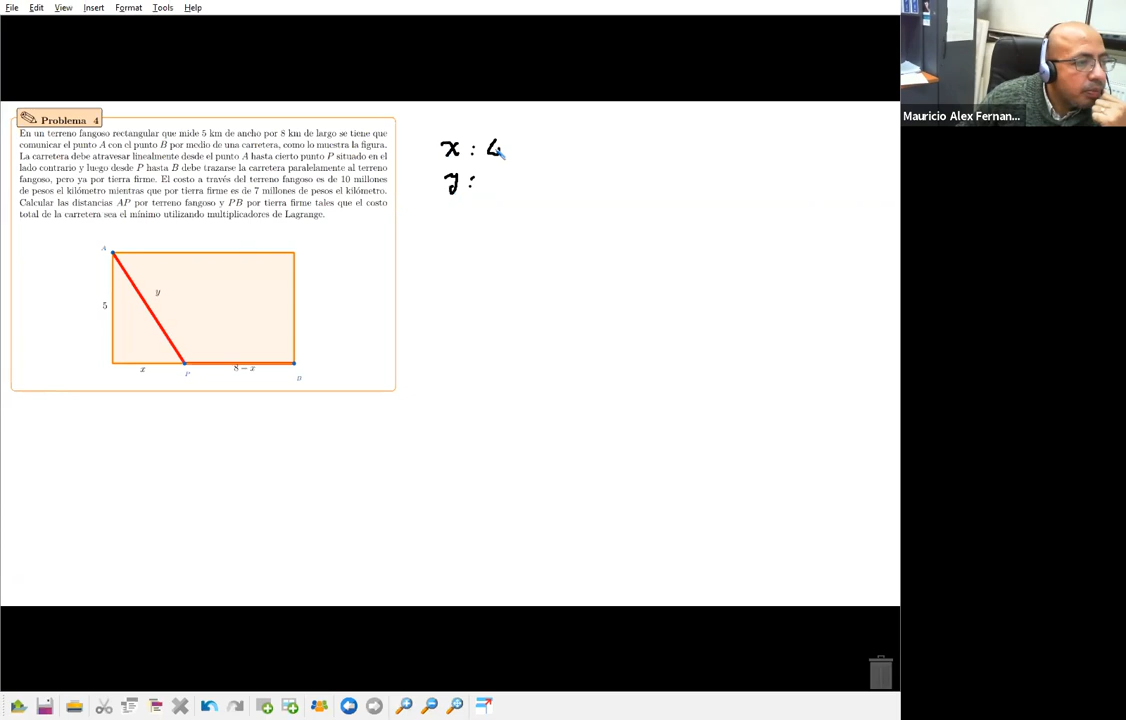 File Edit View Insert Format Tools Help
Mauricio Alex Fernan...
Problema 4
En un terreno fangoso rectangular que mide 5 km de ancho por 8 km de largo se tiene que
comunicar el punto A con el punto B por medio de una carretera, como lo muestra la figura.
La carretera debe atravesar linealmente desde el punto A hasta cierto punto P situado en el
lado contrario y luego desde P hasta B debe trazarse la carretera paralelamente al terreno
fangoso, pero ya por tierra firme. El costo a través del terreno fangoso es de 10 millones
de pesos el kilómetro mientras que por tierra firme es de 7 millones de pesos el kilómetro.
Calcular las distancias AP por terreno fangoso y PB por tierra firme tales que el costo
total de la carretera sea el mínimo utilizando multiplicadores de Lagrange.
x :
y :
A
y
5
x
8 − x
P
B